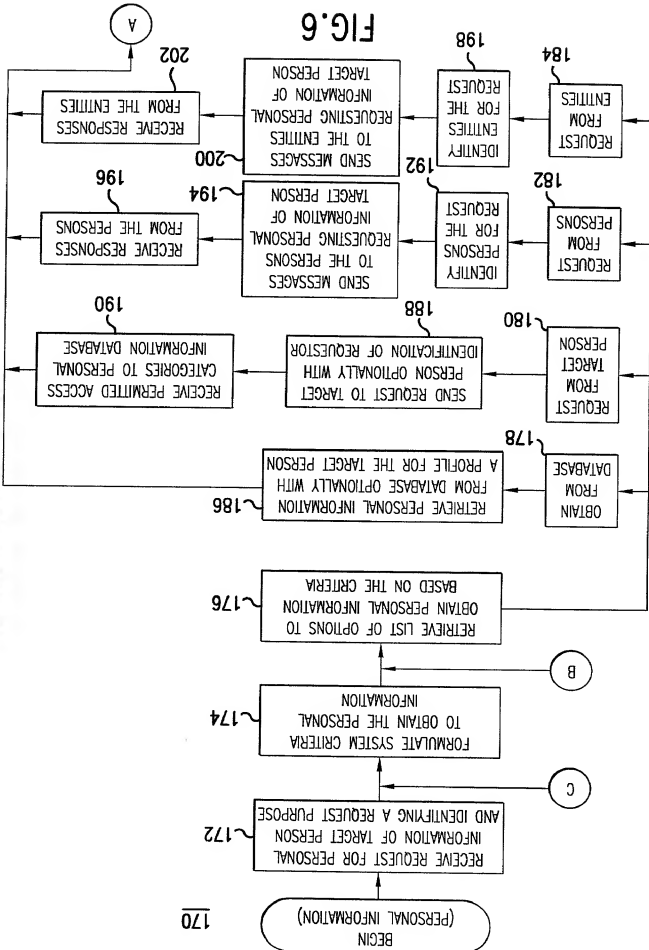 BEGIN
(PERSONAL INFORMATION)
170
RECEIVE REQUEST FOR PERSONAL
INFORMATION OF TARGET PERSON
AND IDENTIFYING A REQUEST PURPOSE
172
C
FORMULATE SYSTEM CRITERIA
TO OBTAIN THE PERSONAL
INFORMATION
174
B
RETRIEVE LIST OF OPTIONS TO
OBTAIN PERSONAL INFORMATION
BASED ON THE CRITERIA
176
OBTAIN
FROM
DATABASE
178
RETRIEVE PERSONAL INFORMATION
FROM DATABASE OPTIONALLY WITH
A PROFILE FOR THE TARGET PERSON
186
REQUEST
FROM
TARGET
PERSON
180
SEND REQUEST TO TARGET
PERSON OPTIONALLY WITH
IDENTIFICATION OF REQUESTOR
188
RECEIVE PERMITTED ACCESS
CATEGORIES TO PERSONAL
INFORMATION DATABASE
190
REQUEST
FROM
PERSONS
182
IDENTIFY
PERSONS
FOR THE
REQUEST
192
SEND MESSAGES
TO THE PERSONS
REQUESTING PERSONAL
INFORMATION OF
TARGET PERSON
194
RECEIVE RESPONSES
FROM THE PERSONS
196
REQUEST
FROM
ENTITIES
184
IDENTIFY
ENTITIES
FOR THE
REQUEST
198
SEND MESSAGES
TO THE ENTITIES
REQUESTING PERSONAL
INFORMATION OF
TARGET PERSON
200
RECEIVE RESPONSES
FROM THE ENTITIES
202
A
FIG.6